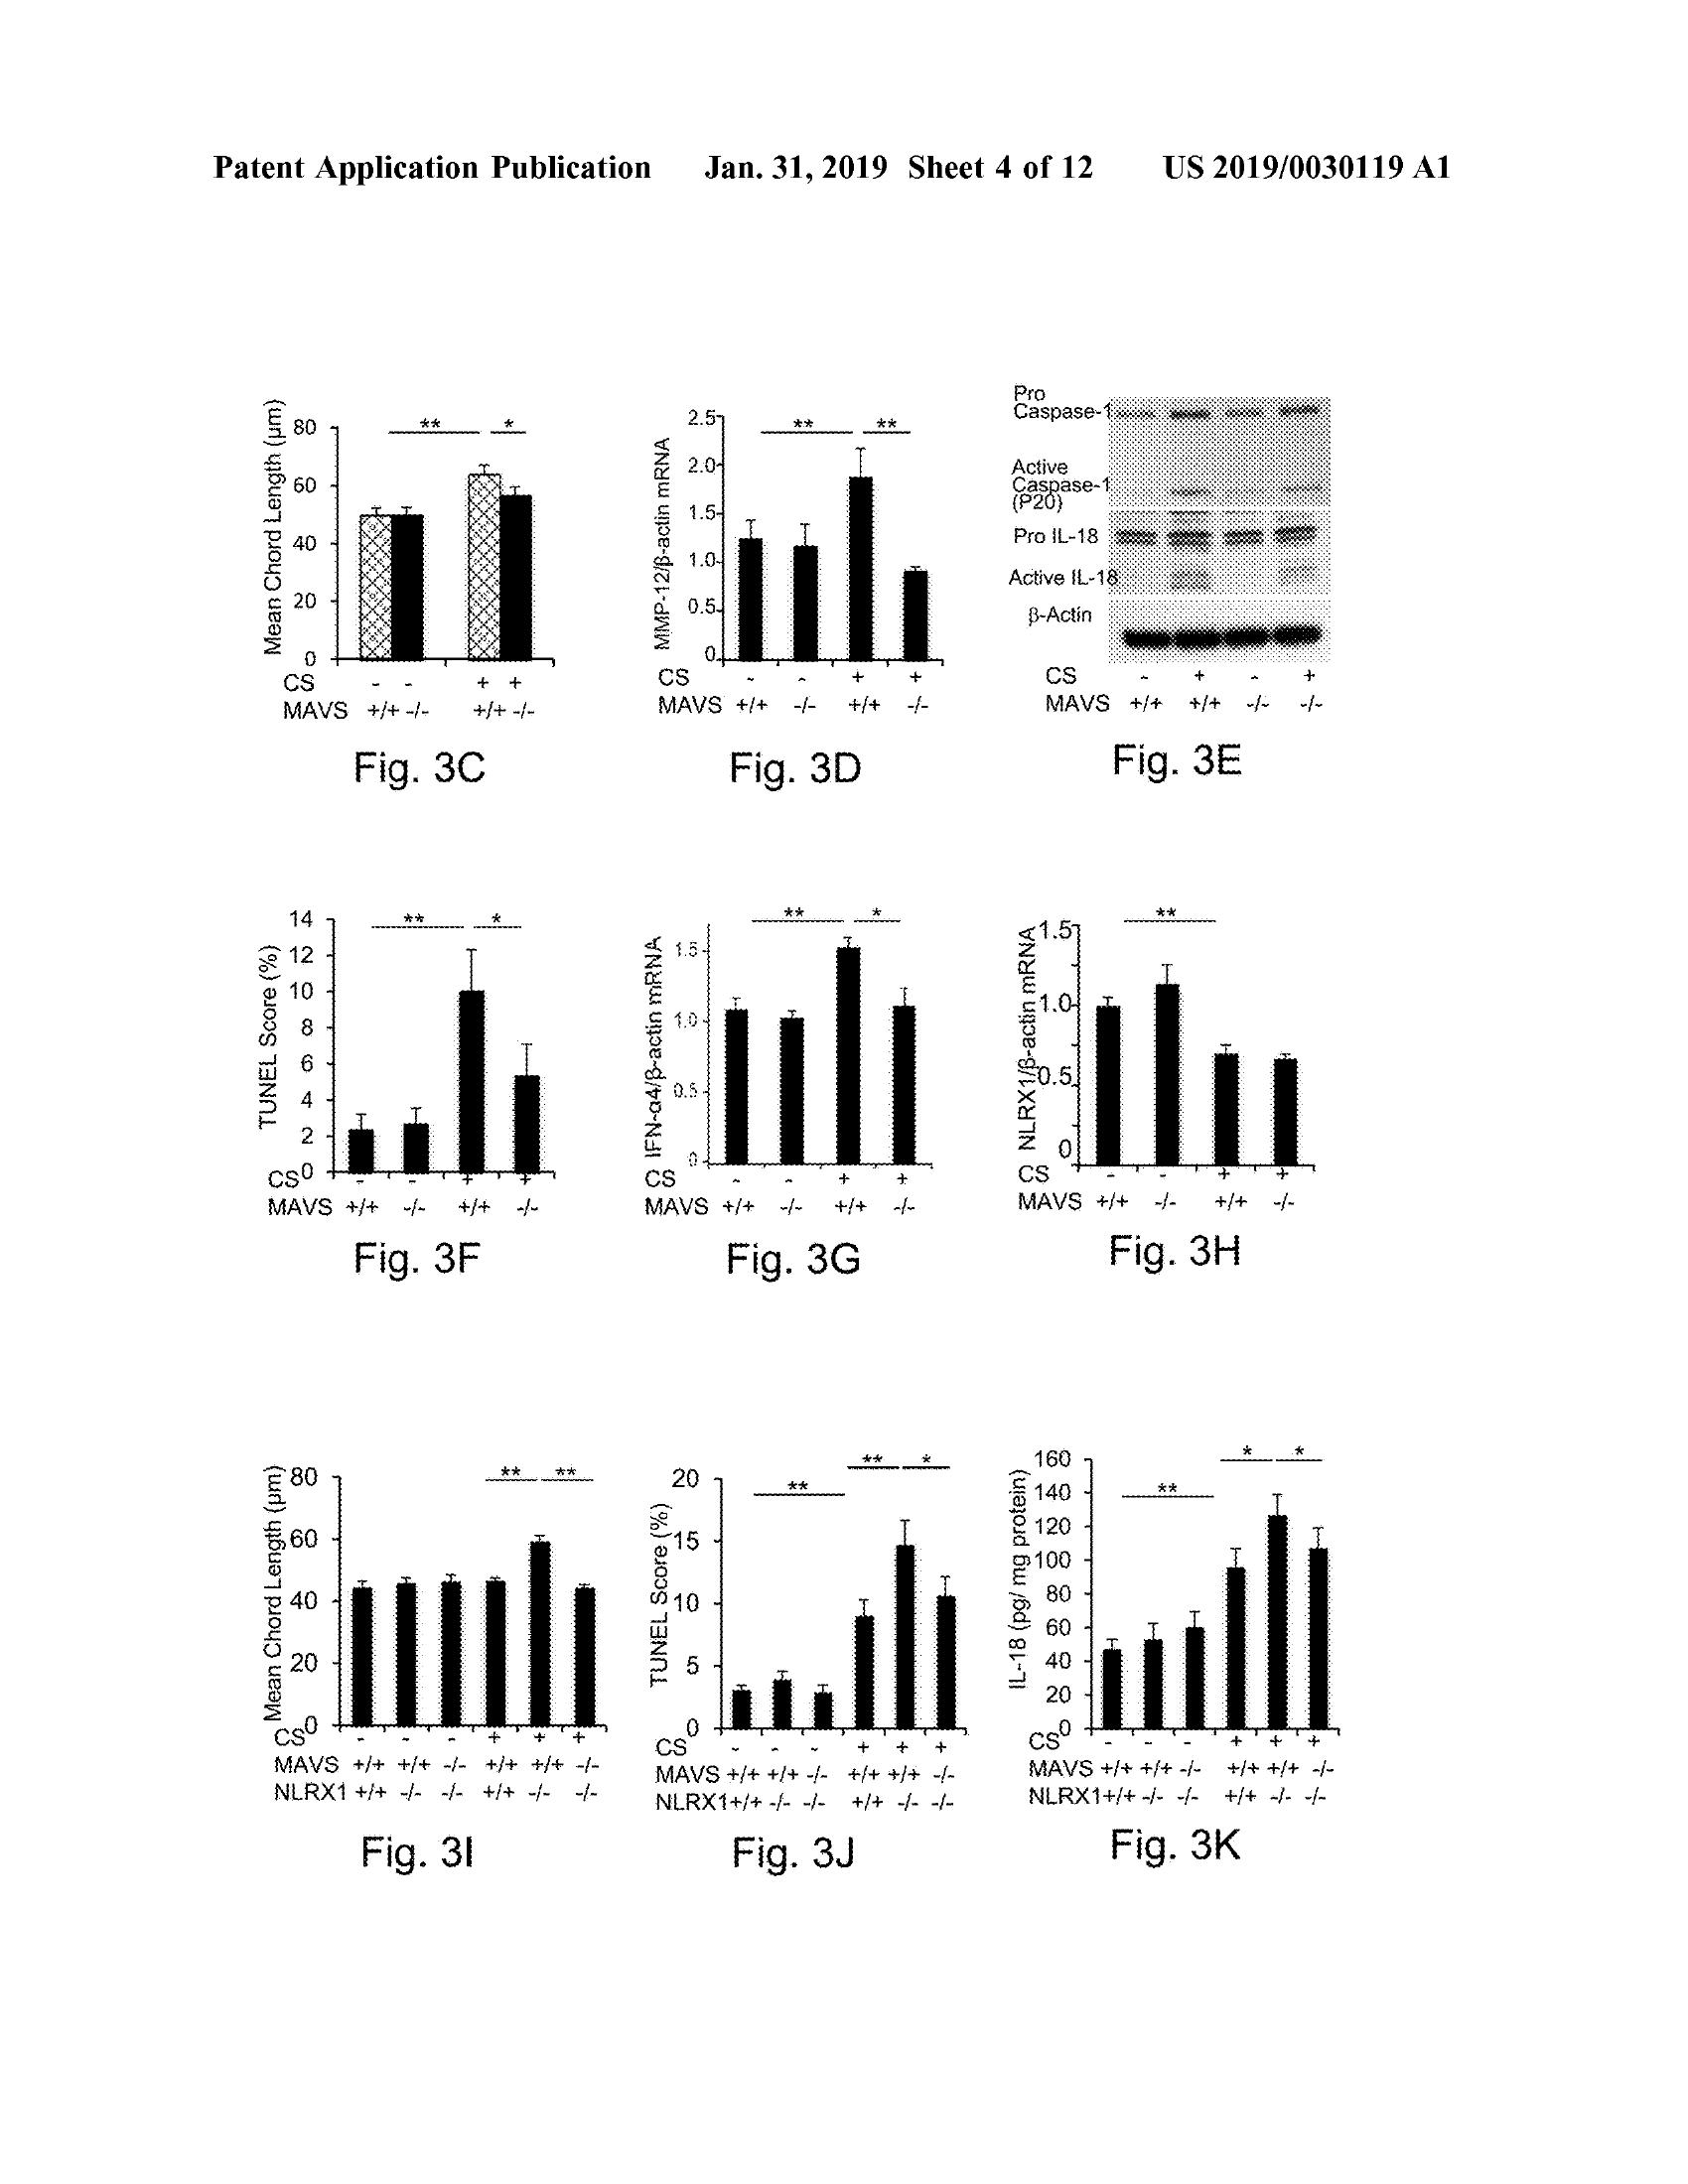 Patent Application Publication Jan. 31, 2019 Sheet 4 of 12 US 2019/0030119 A1
Mean Chord Length (µm)
80
60
40
20
0
** *
CS - - + +
MAVS +/+ -/- +/+ -/-
Fig. 3C
MMP-12/β-actin mRNA
2.5
2.0
1.5
1.0
0.5
0
** **
CS - - + +
MAVS +/+ -/- +/+ -/-
Fig. 3D
Pro
Caspase-1
Active
Caspase-1
(P20)
Pro IL-18
Active IL-18
β-Actin
CS - + - +
MAVS +/+ +/+ -/- -/-
Fig. 3E
TUNEL Score (%)
14
12
10
8
6
4
2
0
** *
CS - - + +
MAVS +/+ -/- +/+ -/-
Fig. 3F
IFN-α4/β-actin mRNA
1.5
1.0
0.5
0
** *
CS - - + +
MAVS +/+ -/- +/+ -/-
Fig. 3G
NLRX1/β-actin mRNA
1.5
1.0
0.5
0
**
CS - - + +
MAVS +/+ -/- +/+ -/-
Fig. 3H
Mean Chord Length (µm)
80
60
40
20
0
** **
CS - - - + + +
MAVS +/+ +/+ -/- +/+ +/+ -/-
NLRX1 +/+ -/- -/- +/+ -/- -/-
Fig. 3I
TUNEL Score (%)
20
15
10
5
0
** ** *
CS - - - + + +
MAVS +/+ +/+ -/- +/+ +/+ -/-
NLRX1 +/+ -/- -/- +/+ -/- -/-
Fig. 3J
IL-18 (pg/ mg protein)
160
140
120
100
80
60
40
20
0
** * *
CS - - - + + +
MAVS +/+ +/+ -/- +/+ +/+ -/-
NLRX1 +/+ -/- -/- +/+ -/- -/-
Fig. 3K